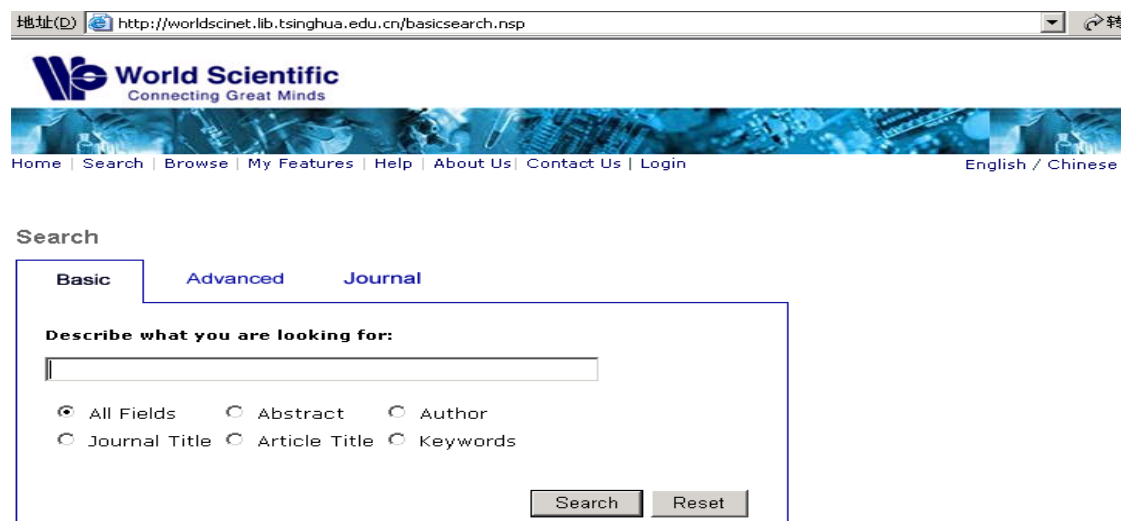 地址(D) http://worldscinet.lib.tsinghua.edu.cn/basicsearch.nsp 转
World Scientific
Connecting Great Minds
Home | Search | Browse | My Features | Help | About Us| Contact Us | Login English / Chinese
Search
Basic Advanced Journal
Describe what you are looking for:
All Fields Abstract Author
Journal Title Article Title Keywords
Search Reset